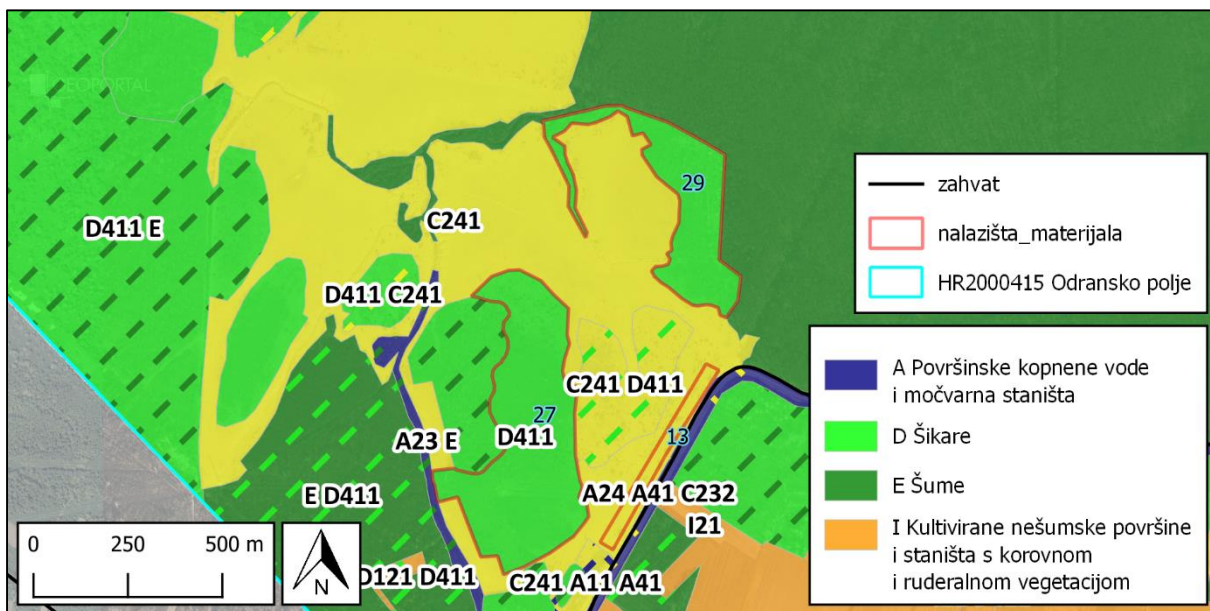 EOPORTAL
29
C241
D411 E
D411 C241
C241 D411
27
D411
13
A23 E
A24 A41 C232
E D411
I21
D121 D411
C241 A11 A41
0 250 500 m
N
zahvat
nalazišta_materijala
HR2000415 Odransko polje
A Površinske kopnene vode
i močvarna staništa
D Šikare
E Šume
I Kultivirane nešumske površine
i staništa s korovnom
i ruderalnom vegetacijom